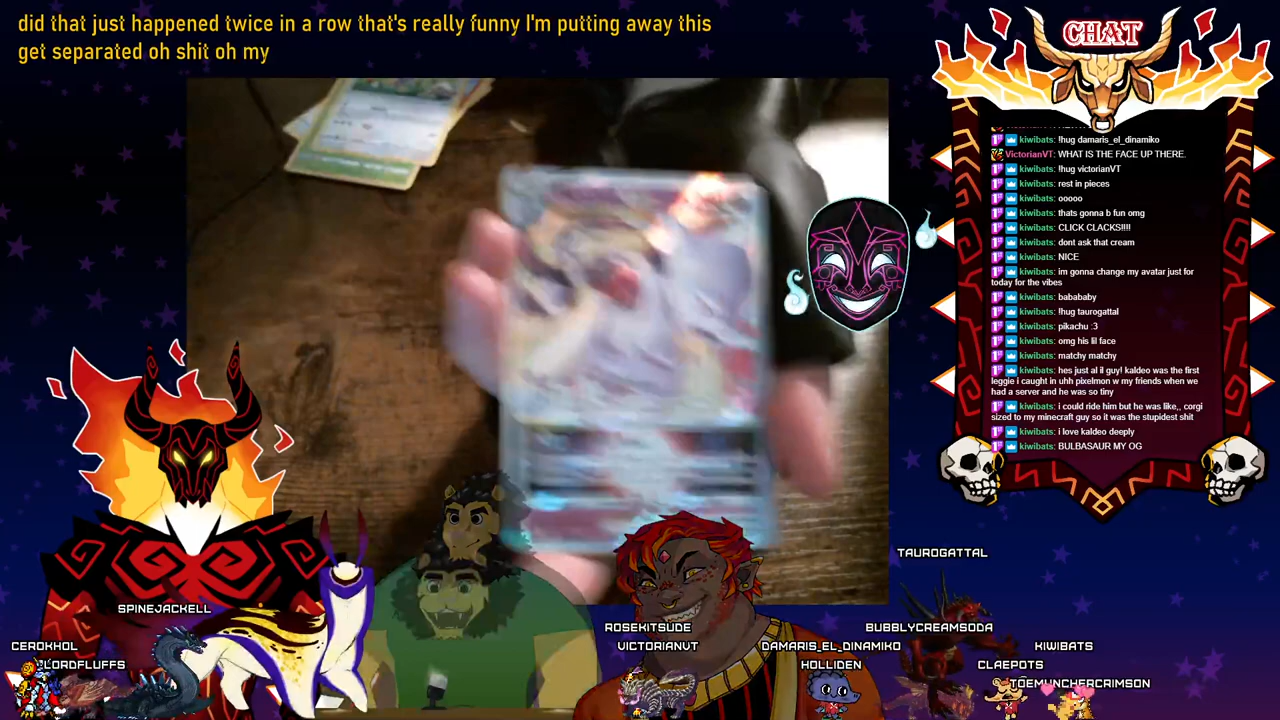 did that just happened twice in a row that's really funny I'm putting away this
get separated oh shit oh my
CHAT
kiwibats: !hug damaris_el_dinamiko
VictorianVT: WHAT IS THE FACE UP THERE.
kiwibats: !hug victorianVT
kiwibats: rest in pieces
kiwibats: ooooo
kiwibats: thats gonna b fun omg
kiwibats: CLICK CLACKS!!!!
kiwibats: dont ask that cream
kiwibats: NICE
kiwibats: im gonna change my avatar just for
today for the vibes
kiwibats: babababy
kiwibats: !hug taurogattal
kiwibats: pikachu :3
kiwibats: omg his lil face
kiwibats: matchy matchy
kiwibats: hes just al il guy! kaldeo was the first
leggie i caught in uhh pixelmon w my friends when we
had a server and he was so tiny
kiwibats: i could ride him but he was like,, corgi
sized to my minecraft guy so it was the stupidest shit
kiwibats: i love kaldeo deeply
kiwibats: BULBASAUR MY OG
TAUROGATTAL
SPINEJACKELL
ROSEKITSUDE
BUBBLYCREAMSODA
CEROKHOL
VICTORIANVT
DAMARIS_EL_DINAMIKO
KIWIBATS
LORDFLUFFS
HOLLIDEN
CLAEPOTS
TOEMUNCHERCRIMSON